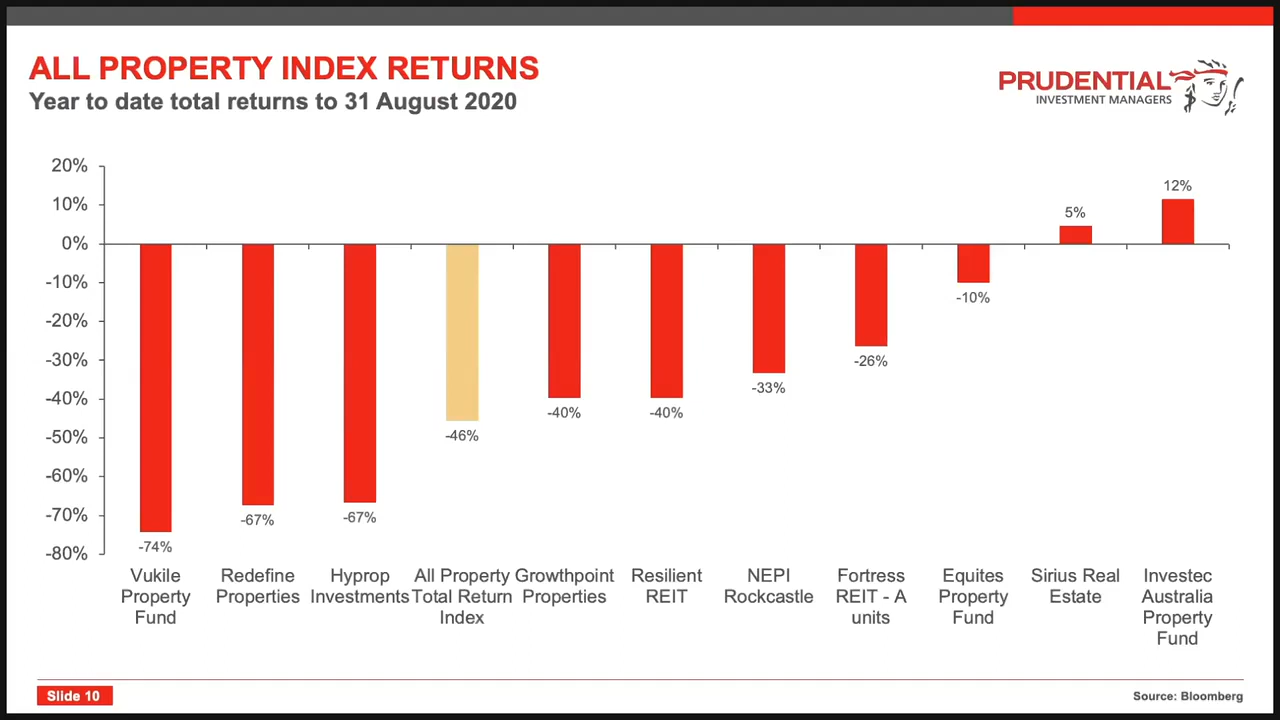 ALL PROPERTY INDEX RETURNS
Year to date total returns to 31 August 2020
PRUDENTIAL
INVESTMENT MANAGERS
20%
10%
0%
-10%
-20%
-30%
-40%
-50%
-60%
-70%
-80%
-74%
-67%
-67%
-46%
-40%
-40%
-33%
-26%
-10%
5%
12%
Vukile
Property
Fund
Redefine
Properties
Hyprop
Investments
All Property
Total Return
Index
Growthpoint
Properties
Resilient
REIT
NEPI
Rockcastle
Fortress
REIT - A
units
Equites
Property
Fund
Sirius Real
Estate
Investec
Australia
Property
Fund
Slide 10
Source: Bloomberg